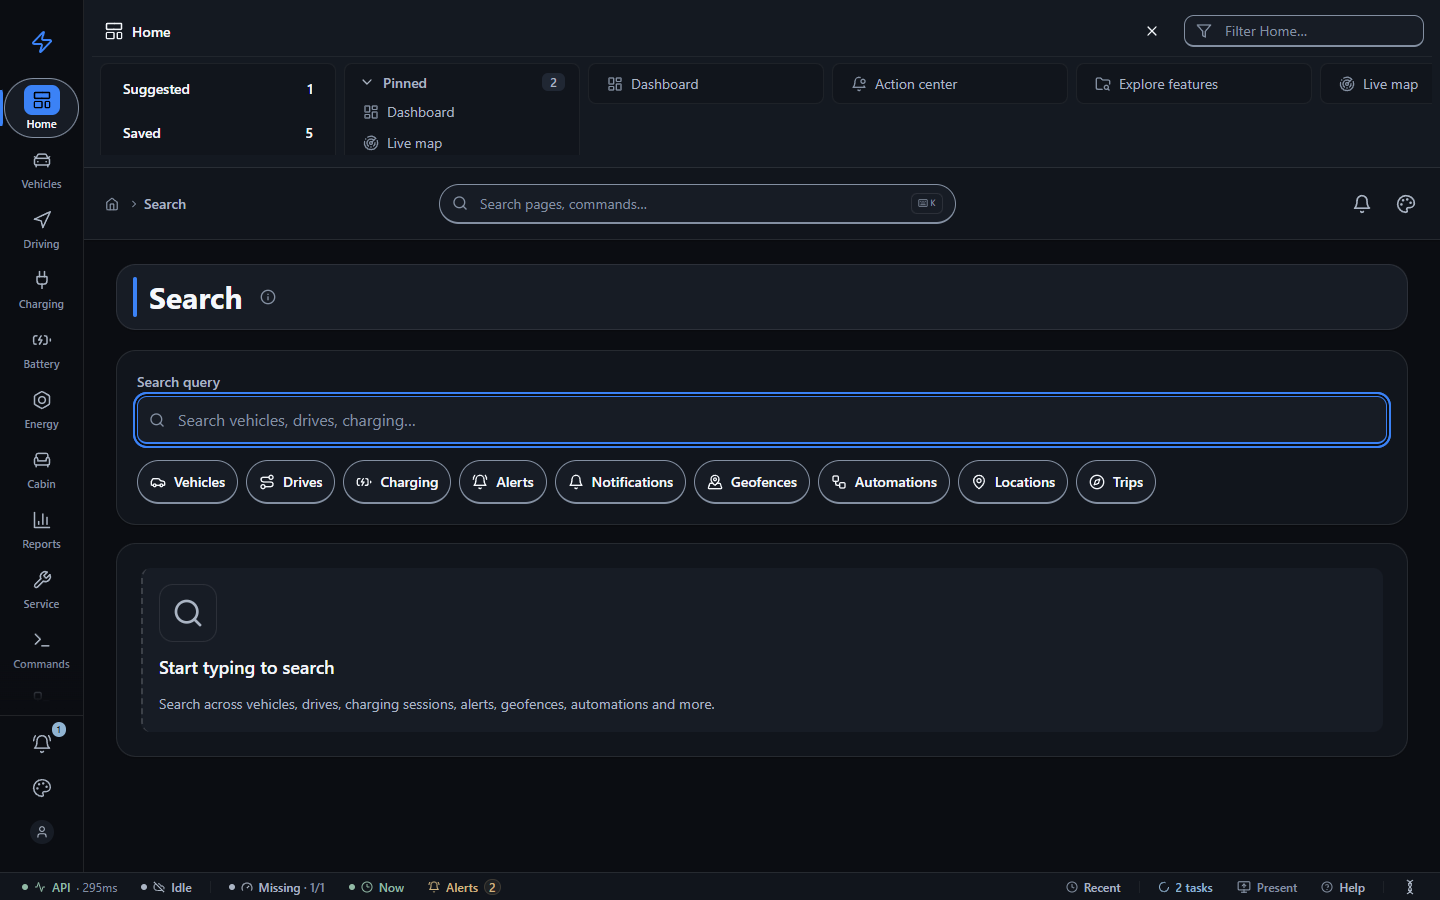 Home
Filter Home...
Suggested 1
Saved 5
Pinned 2
Dashboard
Live map
Dashboard
Action center
Explore features
Live map
Home
Vehicles
Driving
Charging
Battery
Energy
Cabin
Reports
Service
Commands
1
Search
Search pages, commands...
K
Search
Search query
Search vehicles, drives, charging...
Vehicles
Drives
Charging
Alerts
Notifications
Geofences
Automations
Locations
Trips
Start typing to search
Search across vehicles, drives, charging sessions, alerts, geofences, automations and more.
API · 295ms
Idle
Missing · 1/1
Now
Alerts 2
Recent
2 tasks
Present
Help